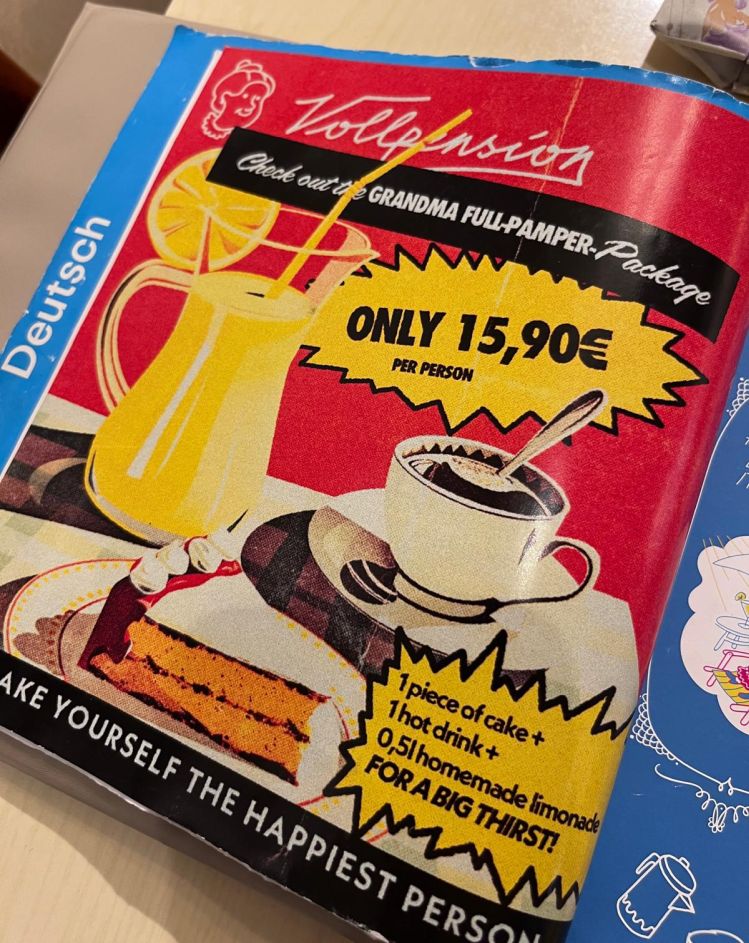 Deutsch
Vollpension
Check out the GRANDMA FULL-PAMPER-Package
ONLY 15,90€
PER PERSON
1 piece of cake +
1 hot drink +
0,5l homemade limonade
FOR A BIG THIRST!
AKE YOURSELF THE HAPPIEST PERSON